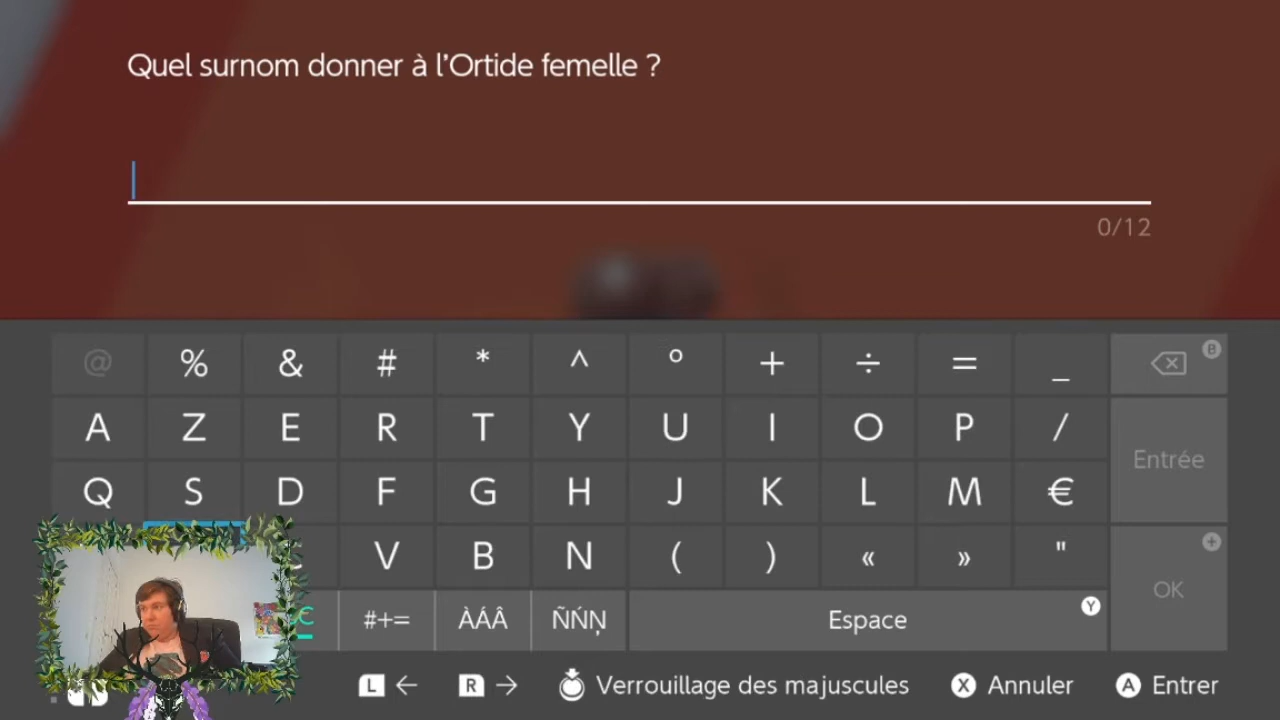 Quel surnom donner à l'Ortide femelle ?
0/12
@ % & # * ^ ° + ÷ = _ B
A Z E R T Y U I O P /
Entrée
Q S D F G H J K L M €
V B N ( ) « » " +
OK
#+= ÀÁÂ ÑŃŅ Espace Y
L ← R → Verrouillage des majuscules X Annuler A Entrer